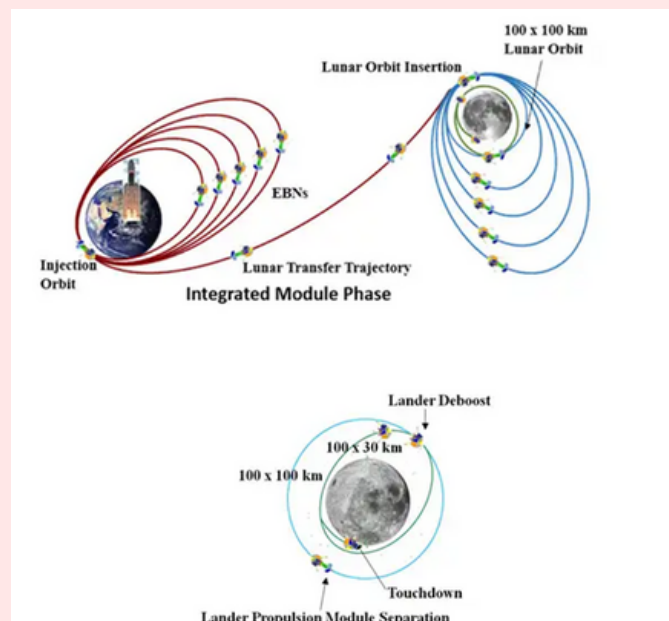 100 x 100 km
Lunar Orbit
Lunar Orbit Insertion
EBNs
Injection
Orbit
Lunar Transfer Trajectory
Integrated Module Phase
Lander Deboost
100 x 30 km
100 x 100 km
Touchdown
Lander Propulsion Module Separation